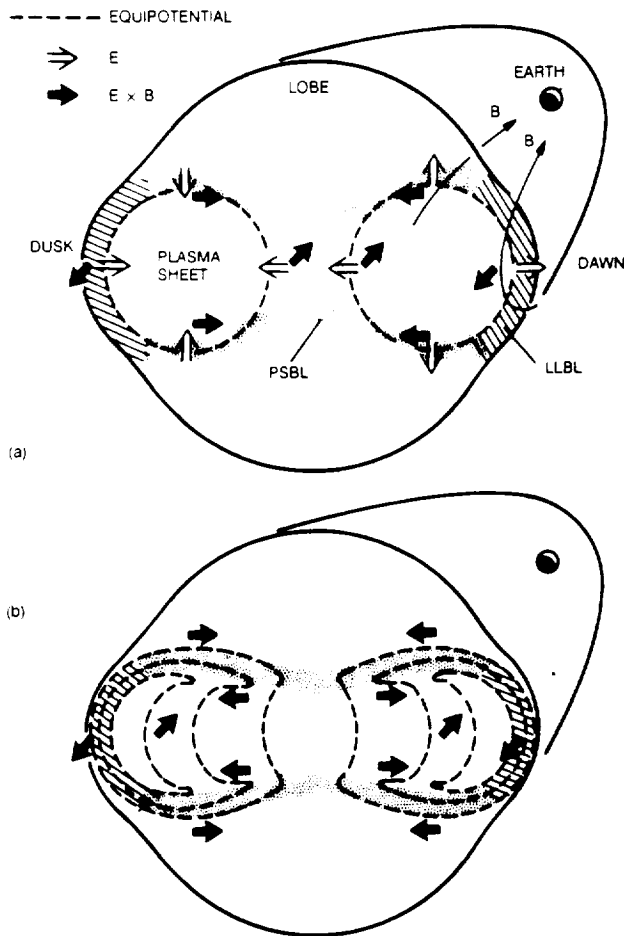 EQUIPOTENTIAL
E
E × B
LOBE
EARTH
B
B
DUSK
PLASMA
SHEET
DAWN
PSBL
LLBL
(a)
(b)